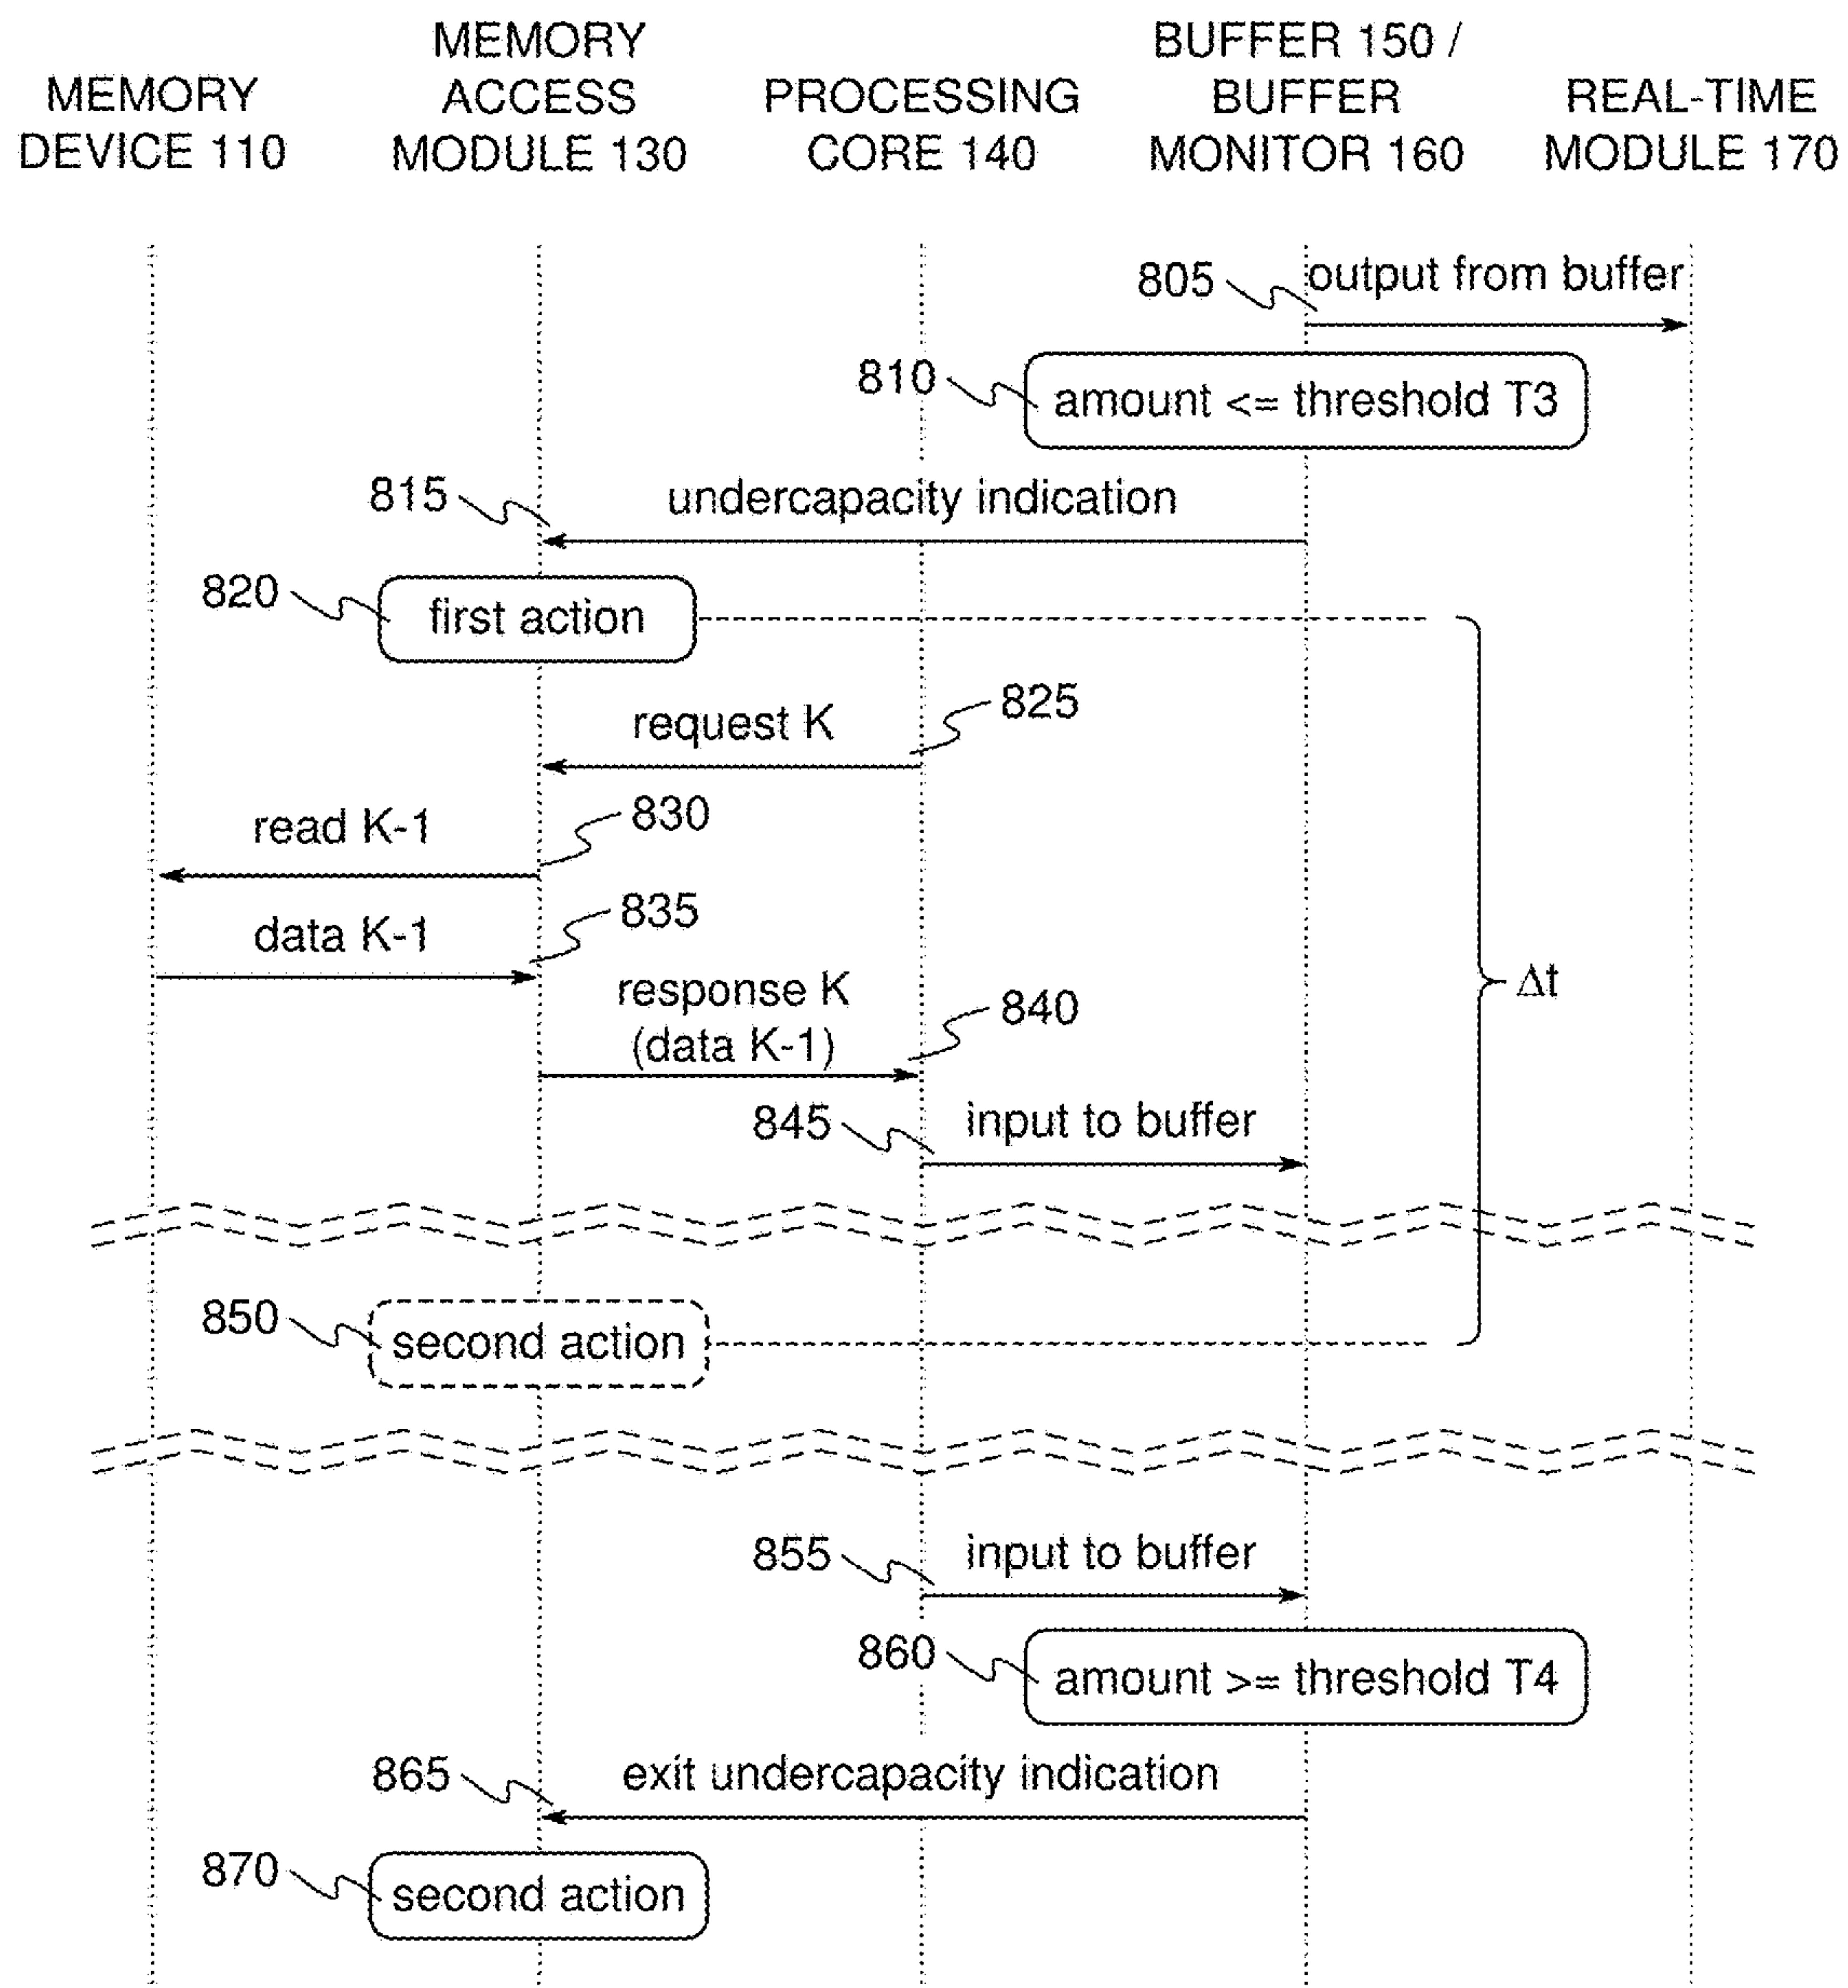 MEMORY
DEVICE 110
MEMORY
ACCESS
MODULE 130
PROCESSING
CORE 140
BUFFER 150 /
BUFFER
MONITOR 160
REAL-TIME
MODULE 170
805
output from buffer
810
amount <= threshold T3
815
undercapacity indication
820
first action
825
request K
830
read K-1
835
data K-1
840
response K
(data K-1)
Δt
845
input to buffer
850
second action
855
input to buffer
860
amount >= threshold T4
865
exit undercapacity indication
870
second action